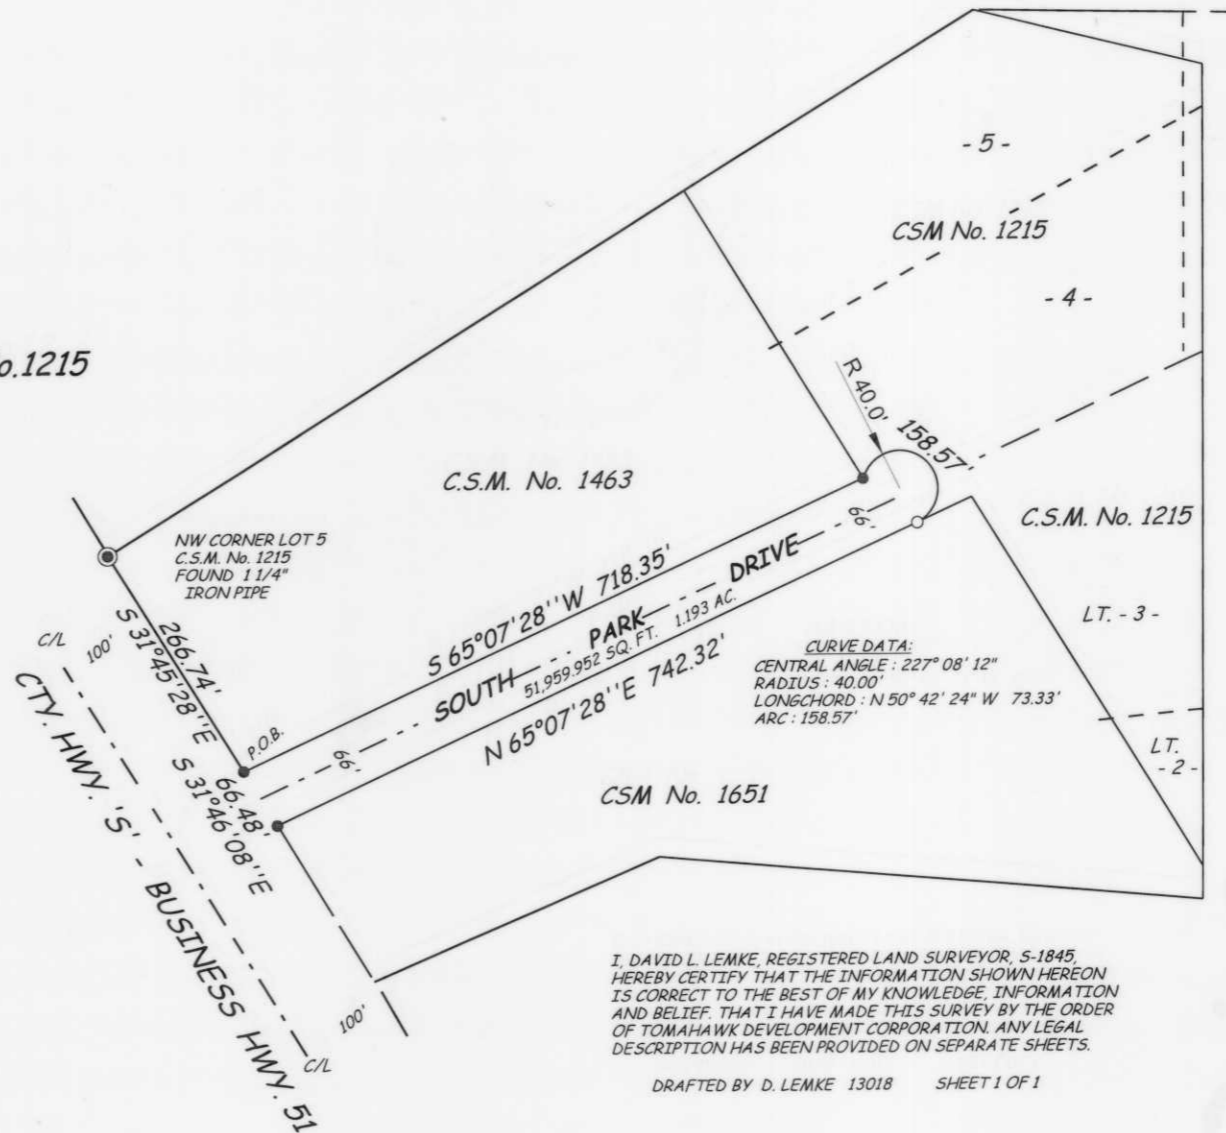 - 5 -
CSM No. 1215
- 4 -
o.1215
R 40.0'
158.57'
C.S.M. No. 1463
66'
C.S.M. No. 1215
NW CORNER LOT 5
C.S.M. No. 1215
FOUND 1 1/4"
IRON PIPE
S 65°07'28''W 718.35'
SOUTH PARK DRIVE
51,959.952 SQ. FT. 1.193 AC.
N 65°07'28''E 742.32'
LT. - 3 -
C/L
100'
266.74'
S 31°45'28''E
CURVE DATA:
CENTRAL ANGLE : 227° 08' 12"
RADIUS : 40.00'
LONGCHORD : N 50° 42' 24" W 73.33'
ARC : 158.57'
P.O.B.
66'
LT.
- 2 -
66.48'
S 31°46'08''E
CSM No. 1651
CTY. HWY. 'S' - BUSINESS HWY. 51
100'
C/L
I, DAVID L. LEMKE, REGISTERED LAND SURVEYOR, S-1845,
HEREBY CERTIFY THAT THE INFORMATION SHOWN HEREON
IS CORRECT TO THE BEST OF MY KNOWLEDGE, INFORMATION
AND BELIEF. THAT I HAVE MADE THIS SURVEY BY THE ORDER
OF TOMAHAWK DEVELOPMENT CORPORATION. ANY LEGAL
DESCRIPTION HAS BEEN PROVIDED ON SEPARATE SHEETS.
DRAFTED BY D. LEMKE 13018 SHEET 1 OF 1